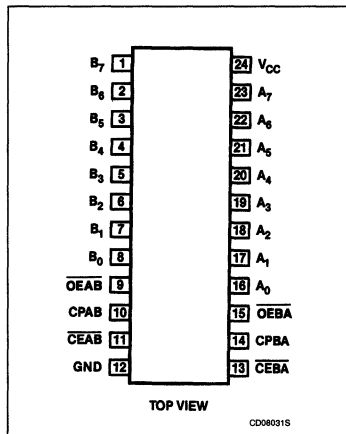 B7 1 24 VCC
B6 2 23 A7
B5 3 22 A6
B4 4 21 A5
B3 5 20 A4
B2 6 19 A3
B1 7 18 A2
B0 8 17 A1
OEAB 9 16 A0
CPAB 10 15 OEBA
CEAB 11 14 CPBA
GND 12 13 CEBA
TOP VIEW
CD08031S